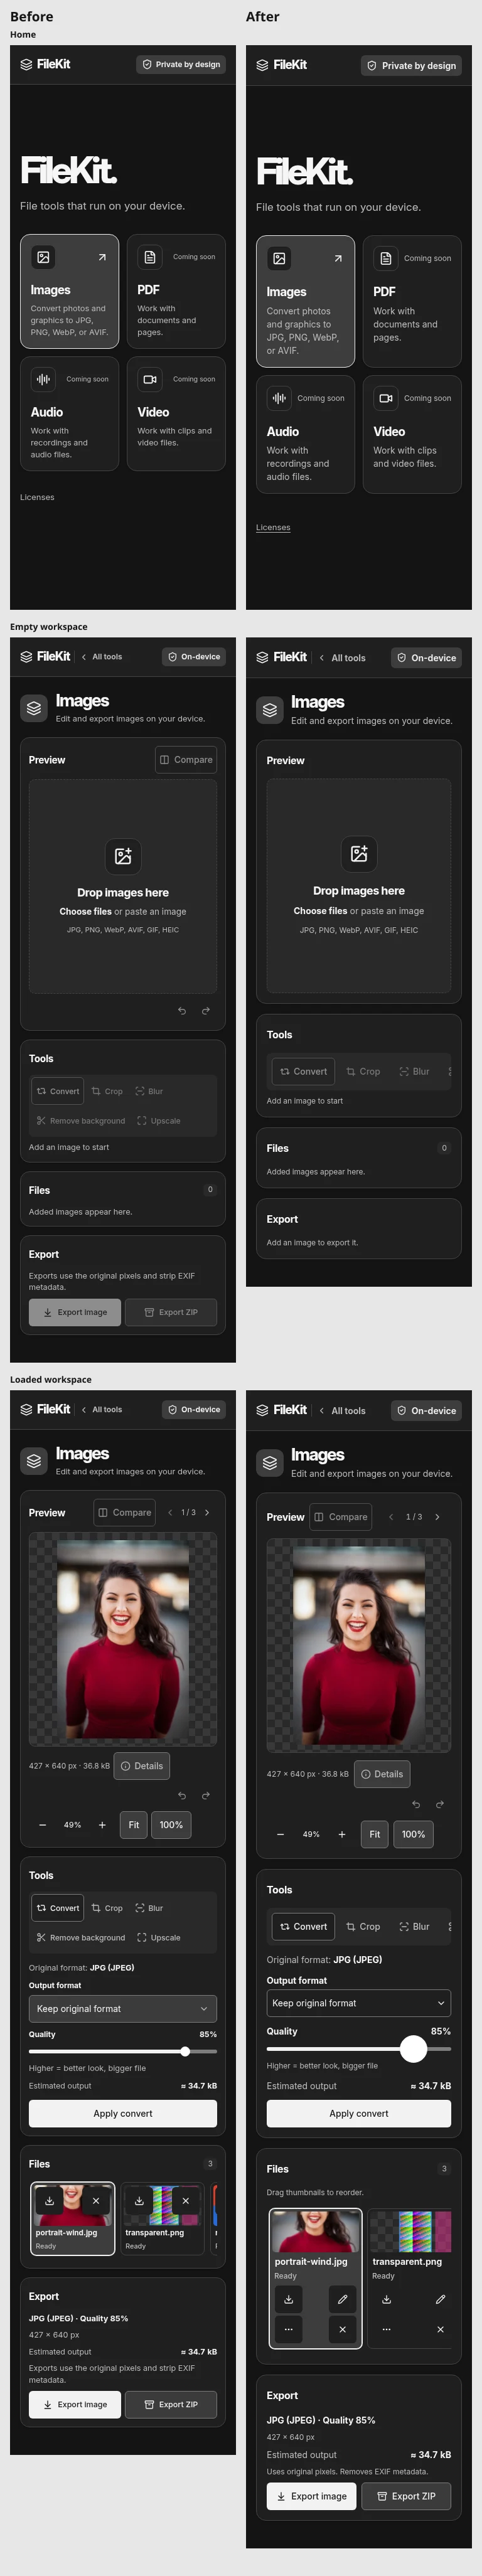 Before
After
Home
FileKit
Private by design
FileKit
Private by design
FileKit.
File tools that run on your device.
Images
Convert photos and
graphics to JPG,
PNG, WebP, or AVIF.
Coming soon
PDF
Work with
documents and
pages.
Coming soon
Audio
Work with
recordings and
audio files.
Coming soon
Video
Work with clips and
video files.
Licenses
FileKit.
File tools that run on your device.
Images
Convert photos
and graphics to
JPG, PNG, WebP,
or AVIF.
Coming soon
PDF
Work with
documents and
pages.
Coming soon
Audio
Work with
recordings and
audio files.
Coming soon
Video
Work with clips
and video files.
Licenses
Empty workspace
FileKit
All tools
On-device
Images
Edit and export images on your device.
Preview
Compare
Drop images here
Choose files or paste an image
JPG, PNG, WebP, AVIF, GIF, HEIC
Tools
Convert
Crop
Blur
Remove background
Upscale
Add an image to start
Files
0
Added images appear here.
Export
Exports use the original pixels and strip EXIF
metadata.
Export image
Export ZIP
FileKit
All tools
On-device
Images
Edit and export images on your device.
Preview
Drop images here
Choose files or paste an image
JPG, PNG, WebP, AVIF, GIF, HEIC
Tools
Convert
Crop
Blur
Add an image to start
Files
0
Added images appear here.
Export
Add an image to export it.
Loaded workspace
FileKit
All tools
On-device
Images
Edit and export images on your device.
Preview
Compare
1 / 3
427 × 640 px · 36.8 kB
Details
49%
Fit
100%
Tools
Convert
Crop
Blur
Remove background
Upscale
Original format: JPG (JPEG)
Output format
Keep original format
Quality
85%
Higher = better look, bigger file
Estimated output
≈ 34.7 kB
Apply convert
Files
3
portrait-wind.jpg
Ready
transparent.png
Ready
Export
JPG (JPEG) · Quality 85%
427 × 640 px
Estimated output
≈ 34.7 kB
Exports use the original pixels and strip EXIF
metadata.
Export image
Export ZIP
FileKit
All tools
On-device
Images
Edit and export images on your device.
Preview
Compare
1 / 3
427 × 640 px · 36.8 kB
Details
49%
Fit
100%
Tools
Convert
Crop
Blur
Original format: JPG (JPEG)
Output format
Keep original format
Quality
85%
Higher = better look, bigger file
Estimated output
≈ 34.7 kB
Apply convert
Files
3
Drag thumbnails to reorder.
portrait-wind.jpg
Ready
transparent.png
Ready
Export
JPG (JPEG) · Quality 85%
427 × 640 px
Estimated output
≈ 34.7 kB
Uses original pixels. Removes EXIF metadata.
Export image
Export ZIP